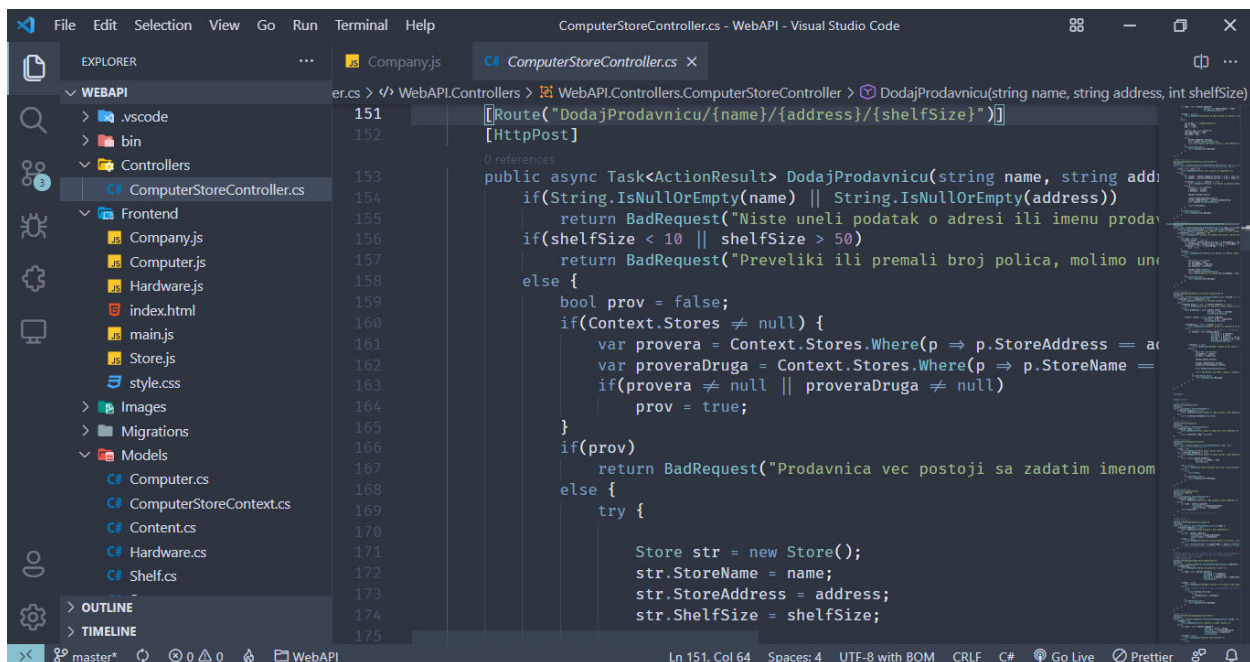 File Edit Selection View Go Run Terminal Help ComputerStoreController.cs - WebAPI - Visual Studio Code
EXPLORER
WEBAPI
.vscode
bin
Controllers
C# ComputerStoreController.cs
Frontend
JS Company.js
JS Computer.js
JS Hardware.js
index.html
JS main.js
JS Store.js
style.css
Images
Migrations
Models
C# Computer.cs
C# ComputerStoreContext.cs
C# Content.cs
C# Hardware.cs
C# Shelf.cs
OUTLINE
TIMELINE
3
JS Company.js C# ComputerStoreController.cs
er.cs > WebAPI.Controllers > WebAPI.Controllers.ComputerStoreController > DodajProdavnicu(string name, string address, int shelfSize)
151 [Route("DodajProdavnicu/{name}/{address}/{shelfSize}")]
152 [HttpPost]
0 references
153 public async Task<ActionResult> DodajProdavnicu(string name, string addr
154 if(String.IsNullOrEmpty(name) || String.IsNullOrEmpty(address))
155 return BadRequest("Niste uneli podatak o adresi ili imenu prodav
156 if(shelfSize < 10 || shelfSize > 50)
157 return BadRequest("Preveliki ili premali broj polica, molimo une
158 else {
159 bool prov = false;
160 if(Context.Stores ≠ null) {
161 var provera = Context.Stores.Where(p ⇒ p.StoreAddress == ad
162 var proveraDruga = Context.Stores.Where(p ⇒ p.StoreName ==
163 if(provera ≠ null || proveraDruga ≠ null)
164 prov = true;
165 }
166 if(prov)
167 return BadRequest("Prodavnica vec postoji sa zadatim imenom
168 else {
169 try {
170
171 Store str = new Store();
172 str.StoreName = name;
173 str.StoreAddress = address;
174 str.ShelfSize = shelfSize;
175
master* 0 0 WebAPI Ln 151, Col 64 Spaces: 4 UTF-8 with BOM CRLF C# Go Live Prettier